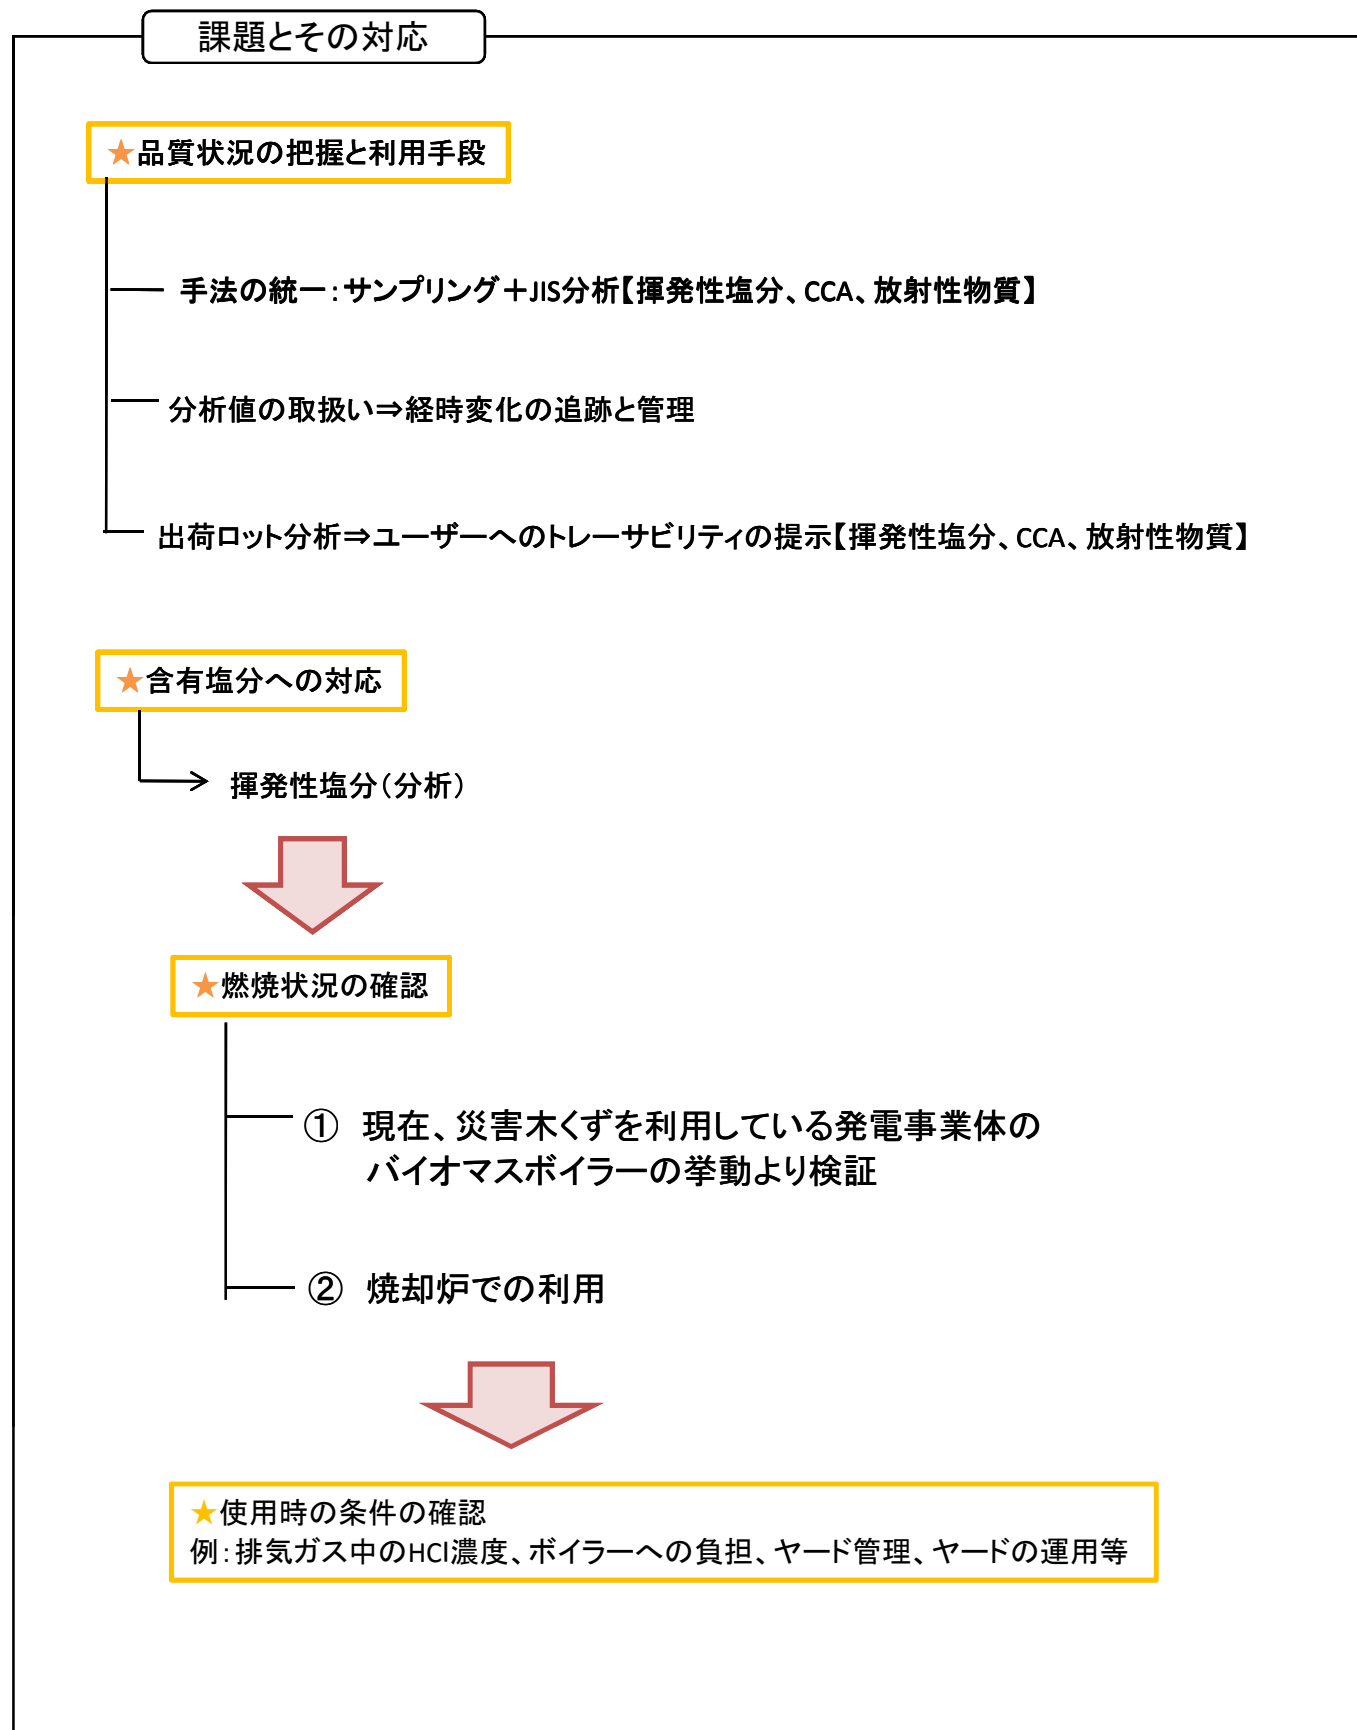 課題とその対応
★品質状況の把握と利用手段
手法の統一：サンプリング＋JIS分析【揮発性塩分、CCA、放射性物質】
分析値の取扱い⇒経時変化の追跡と管理
出荷ロット分析⇒ユーザーへのトレーサビリティの提示【揮発性塩分、CCA、放射性物質】
★含有塩分への対応
揮発性塩分（分析）
★燃焼状況の確認
①　現在、災害木くずを利用している発電事業体の
バイオマスボイラーの挙動より検証
②　焼却炉での利用
★使用時の条件の確認
例：排気ガス中のHCl濃度、ボイラーへの負担、ヤード管理、ヤードの運用等